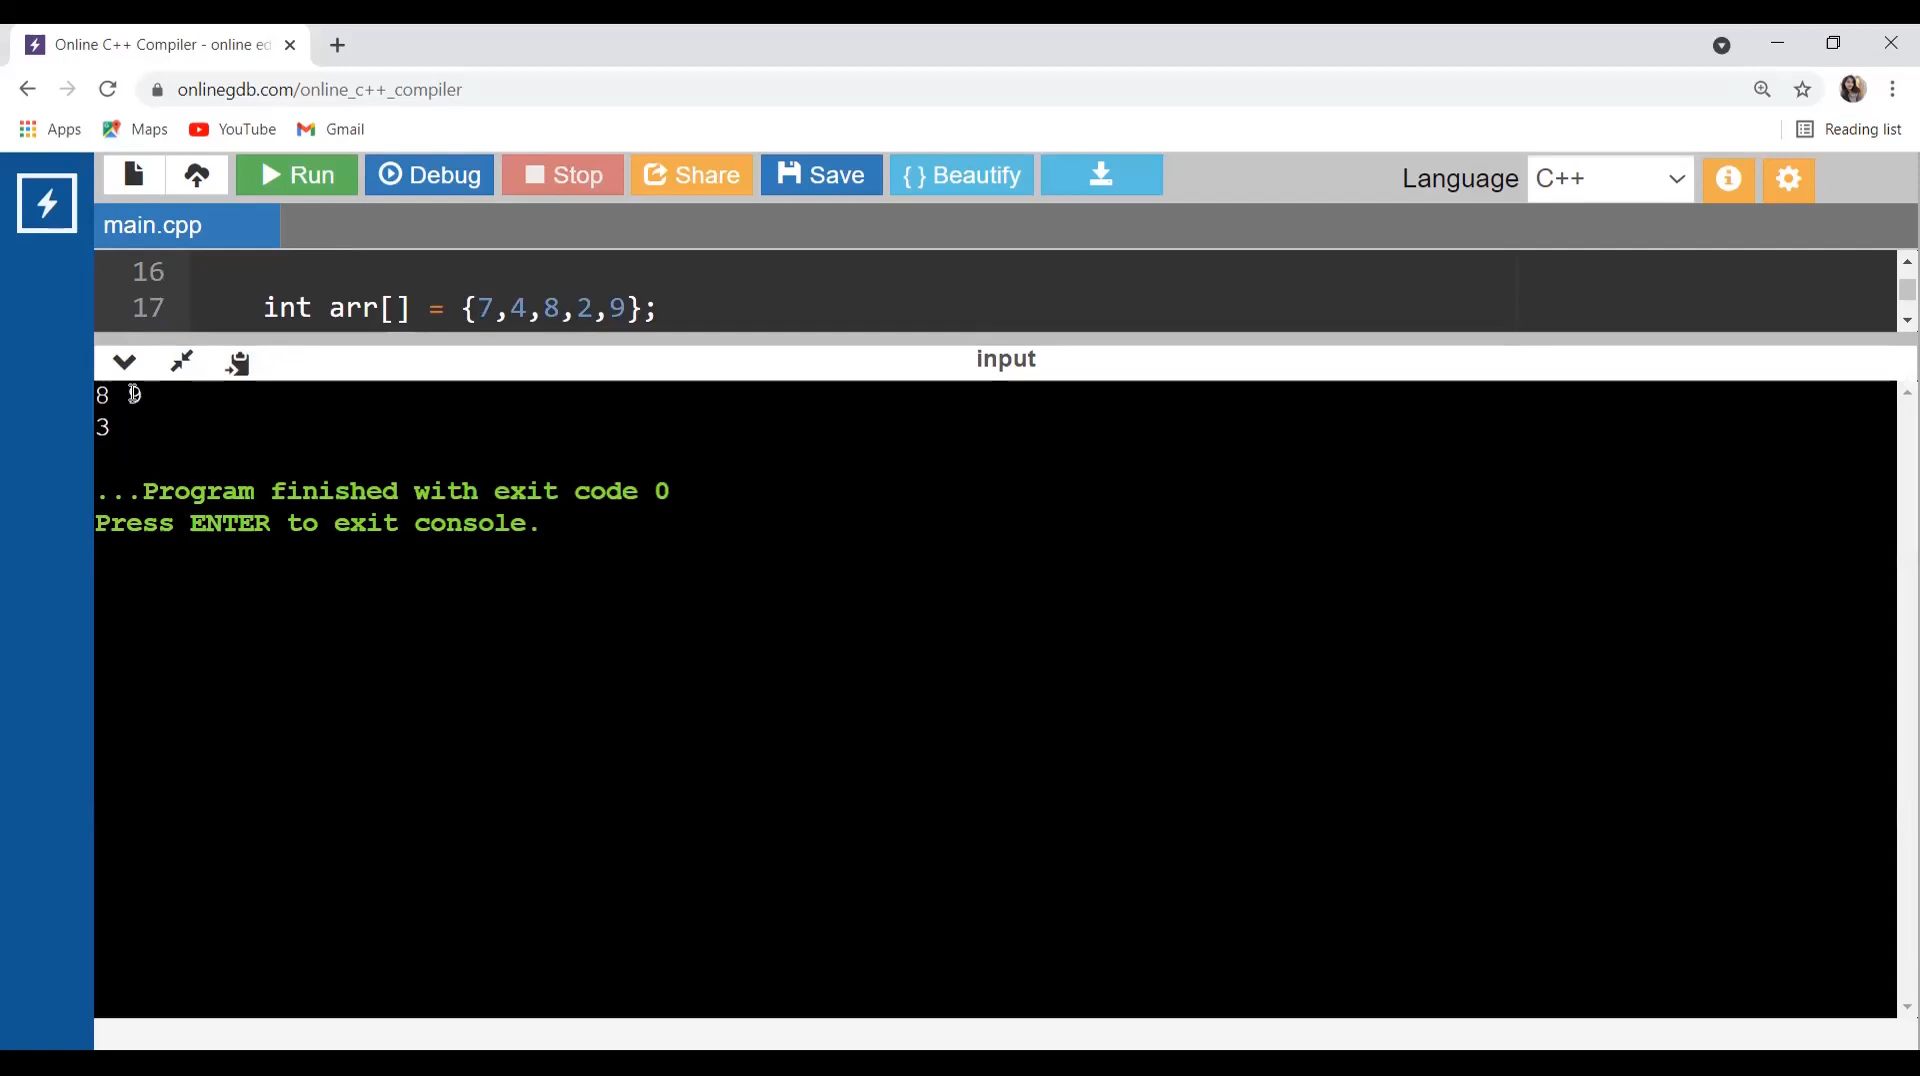 Online C++ Compiler - online ed
onlinegdb.com/online_c++_compiler
Apps Maps YouTube Gmail Reading list
Run Debug Stop Share Save { } Beautify Language C++
main.cpp
16
17 int arr[] = {7,4,8,2,9};
input
8 9
3
...Program finished with exit code 0
Press ENTER to exit console.